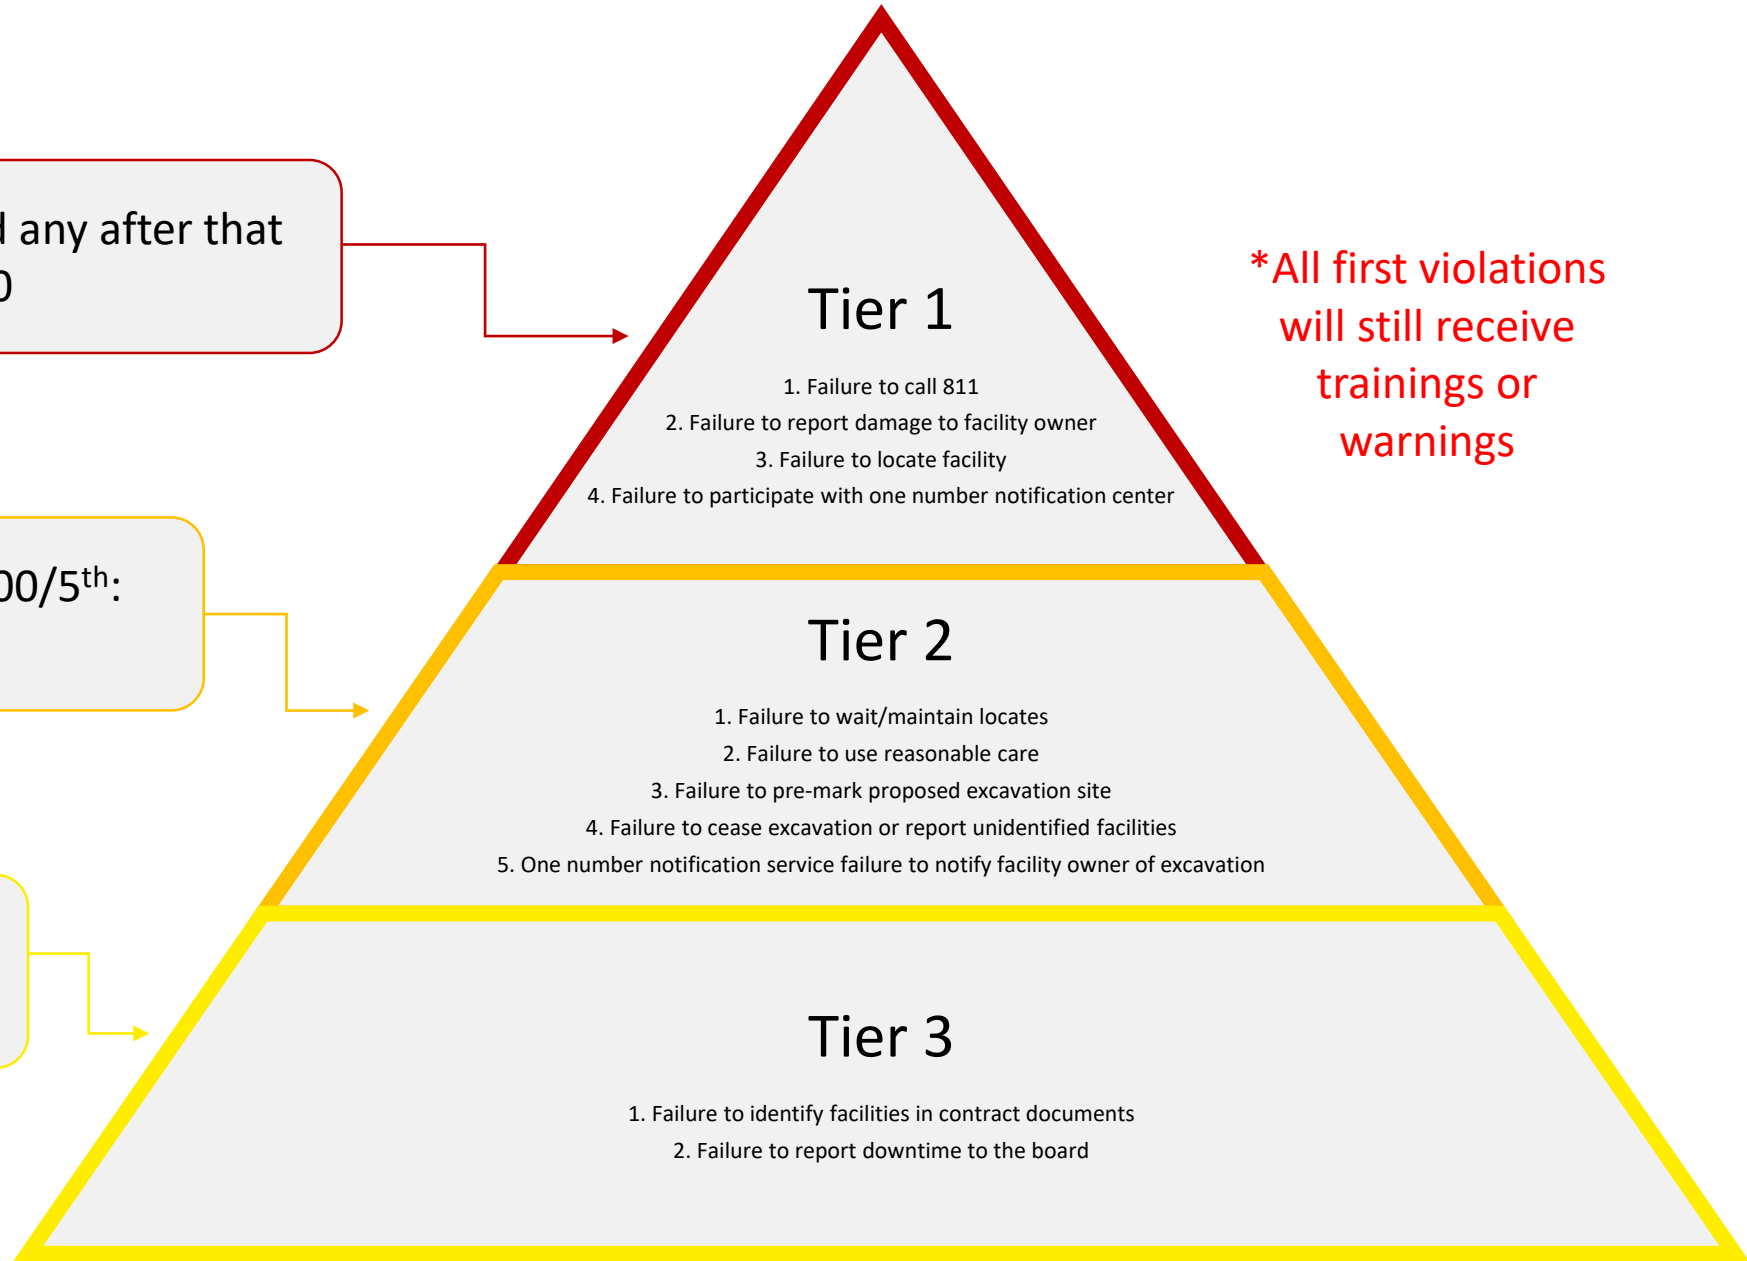 any after that
0
*All first violations
will still receive
trainings or
warnings
Tier 1
1. Failure to call 811
2. Failure to report damage to facility owner
3. Failure to locate facility
4. Failure to participate with one number notification center
00/5th:
Tier 2
1. Failure to wait/maintain locates
2. Failure to use reasonable care
3. Failure to pre-mark proposed excavation site
4. Failure to cease excavation or report unidentified facilities
5. One number notification service failure to notify facility owner of excavation
Tier 3
1. Failure to identify facilities in contract documents
2. Failure to report downtime to the board